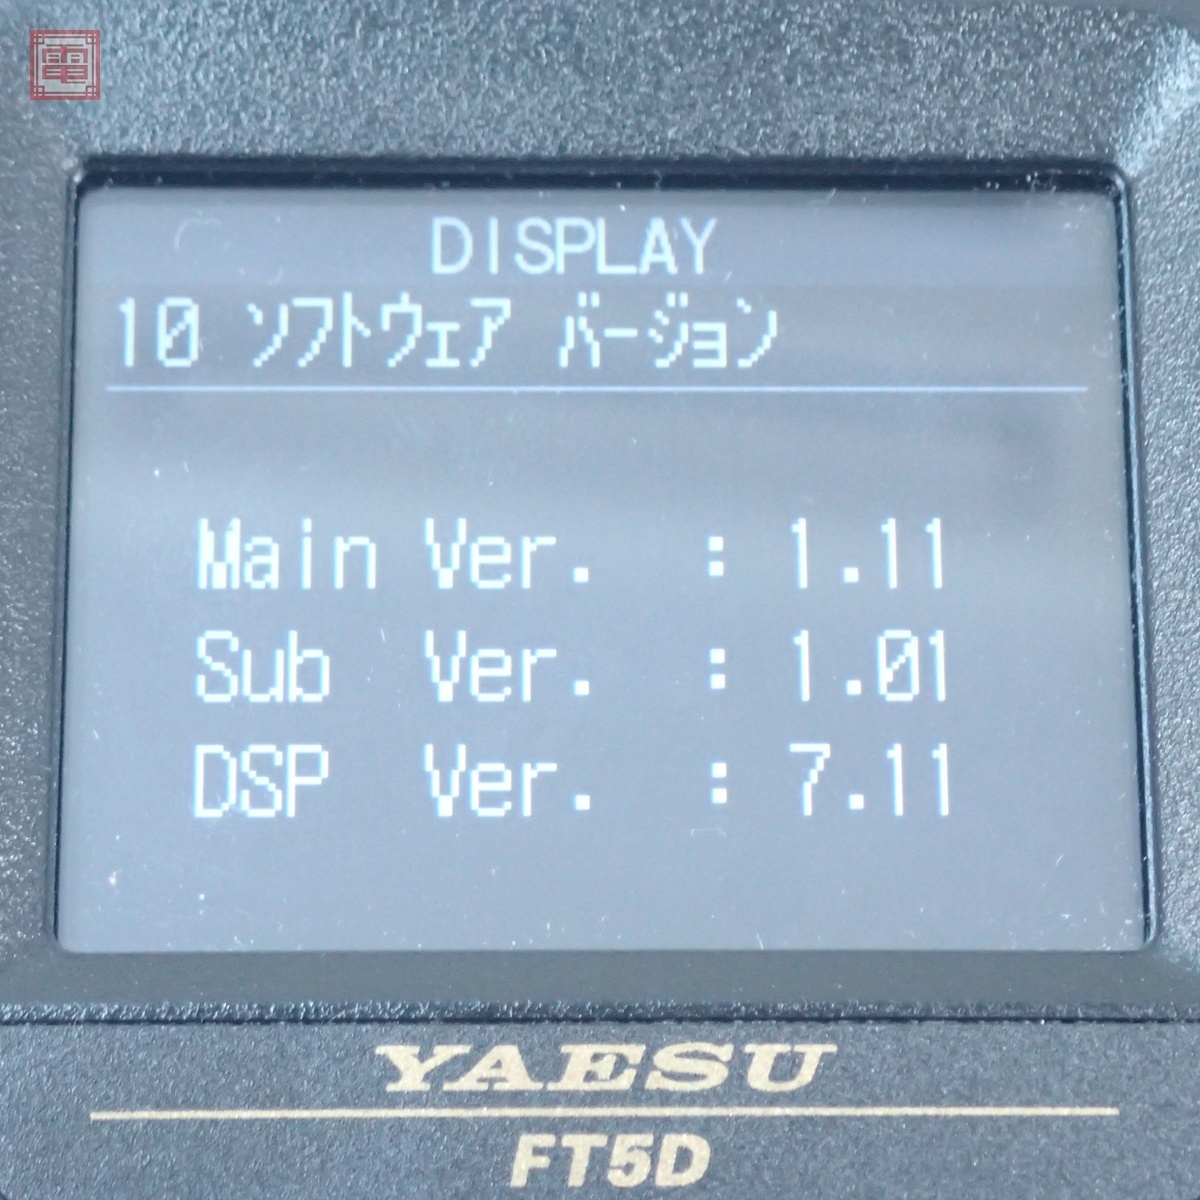 電
DISPLAY
10 ソフトウェア バージョン
Main Ver. : 1.11
Sub Ver. : 1.01
DSP Ver. : 7.11
YAESU
FT5D